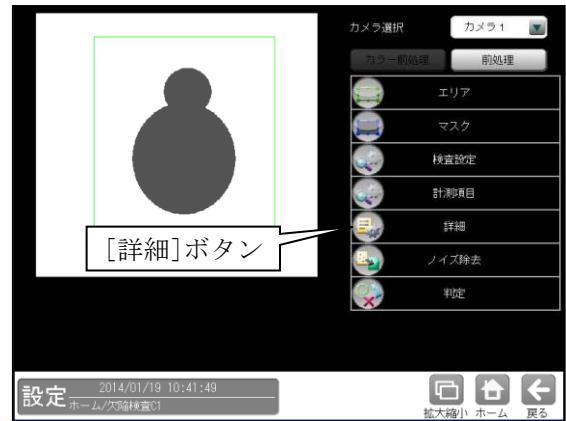 カメラ選択
カメラ1
カラー前処理
前処理
エリア
マスク
検査設定
計測項目
詳細
[詳細]ボタン
ノイズ除去
判定
設定
2014/01/19 10:41:49
ホーム/欠陥検査C1
拡大縮小
ホーム
戻る